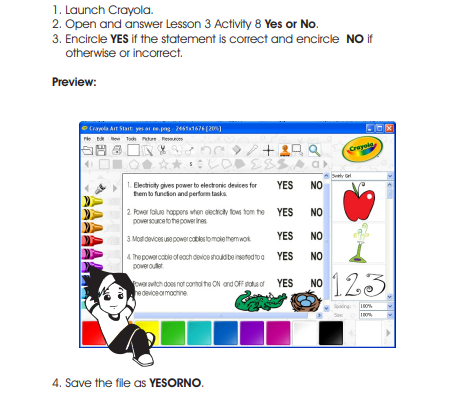 1. Launch Crayola.
2. Open and answer Lesson 3 Activity 8 Yes or No.
3. Encircle YES if the statement is correct and encircle NO if
otherwise or incorrect.
Preview:
Crayola Art Start: yes or no.png 2461x1676 [20%]
File Edit View Tools Picture Resources
Crayola
Swirly Girl
1. Electricity gives power to electronic devices for YES NO
them to function and perform tasks.
2. Power failure happens when electricity flows from the YES NO
power source to the power lines.
3. Most devices use power cables to make them work. YES NO
4. The power cable of each device should be inserted to a YES NO
power outlet.
Power switch does not control the ON and OFF status of YES NO
device or machine.
123
Spacing: 100%
Size: 100%
4. Save the file as YESORNO.